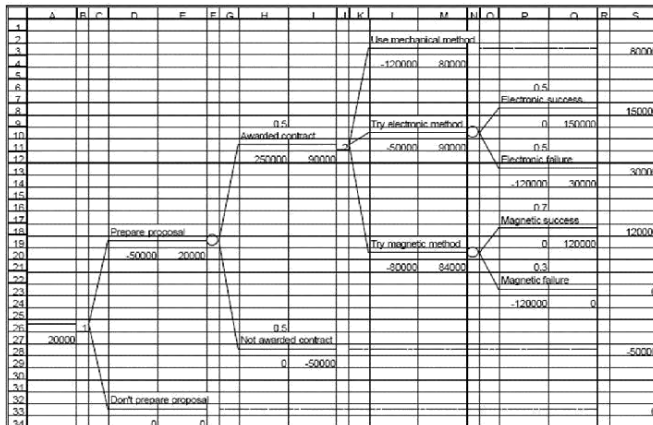 A B C D E F G H I J K L M N O P Q R S
1
2 Use mechanical method
3 80000
4 -120000 80000
5
6 0.5
7 Electronic success
8 0.5 15000
9 Try electronic method 0 150000
10 Awarded contract 0.5
11 2 -50000 90000
12 250000 90000 Electronic failure 30000
13 -120000 30000
14
15
16 0.7
17 Magnetic success
18 Prepare proposal 12000
19 Try magnetic method 0 120000
20 -50000 20000
21 -80000 84000 0.3
22 Magnetic failure
23
24 -120000 0
25
26 1 0.5
27 20000 Not awarded contract
28 -5000
29 0 -50000
30
31
32 Don't prepare proposal
33
34 0 0